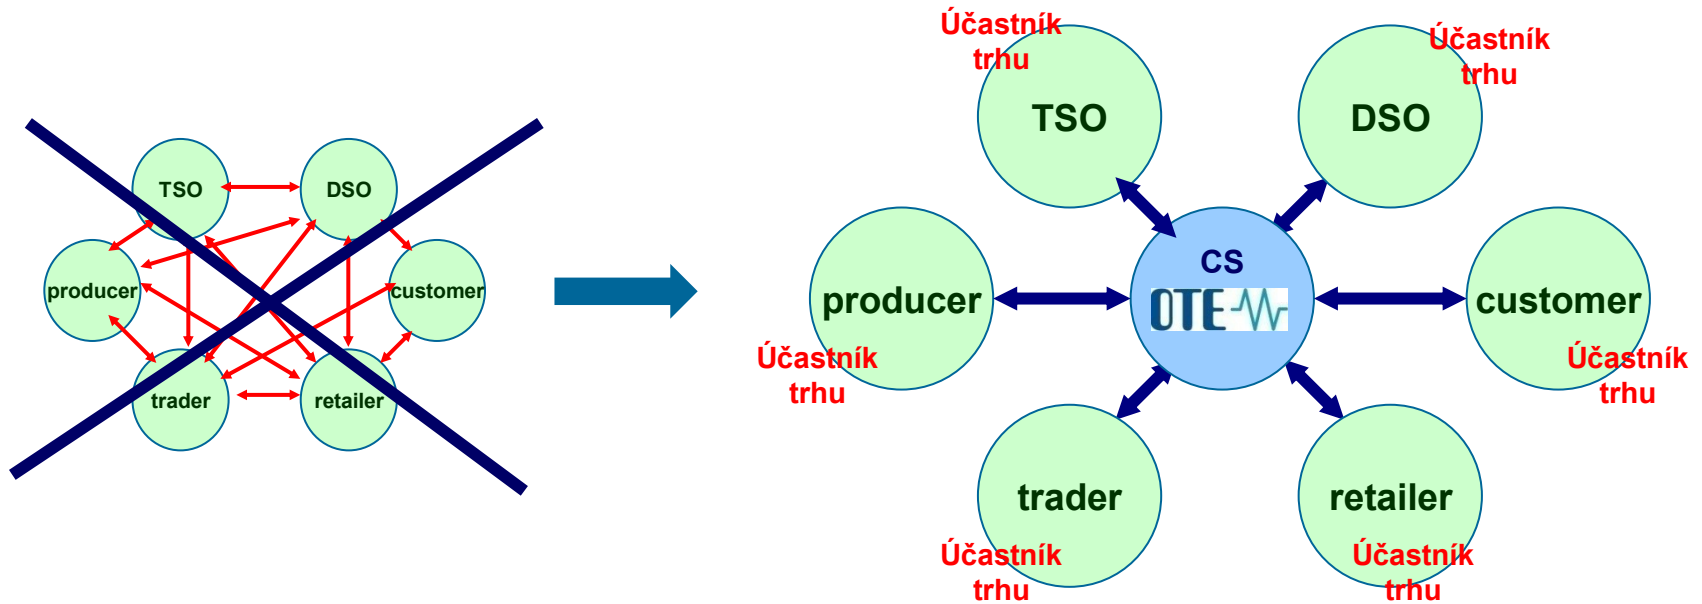 TSO
DSO
producer
customer
trader
retailer
Účastník
trhu
TSO
Účastník
trhu
DSO
CS
OTE
producer
Účastník
trhu
customer
Účastník
trhu
trader
Účastník
trhu
retailer
Účastník
trhu